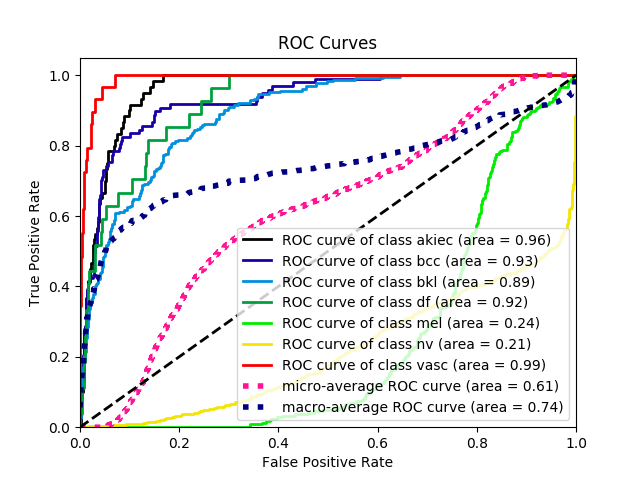 ROC Curves
True Positive Rate
1.0
0.8
0.6
0.4
0.2
0.0
ROC curve of class akiec (area = 0.96)
ROC curve of class bcc (area = 0.93)
ROC curve of class bkl (area = 0.89)
ROC curve of class df (area = 0.92)
ROC curve of class mel (area = 0.24)
ROC curve of class nv (area = 0.21)
ROC curve of class vasc (area = 0.99)
micro-average ROC curve (area = 0.61)
macro-average ROC curve (area = 0.74)
0.0 0.2 0.4 0.6 0.8 1.0
False Positive Rate